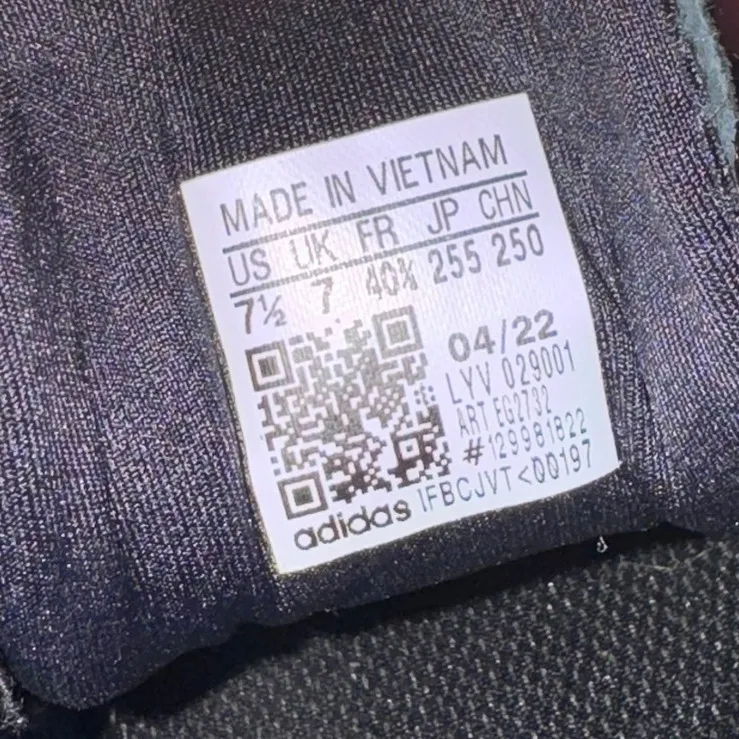 MADE IN VIETNAM
US UK FR JP CHN
7½ 7 40⅔ 255 250
04/22
LYV 029001
ART EG2732
#129981822
adidas IFBCJVT<00197